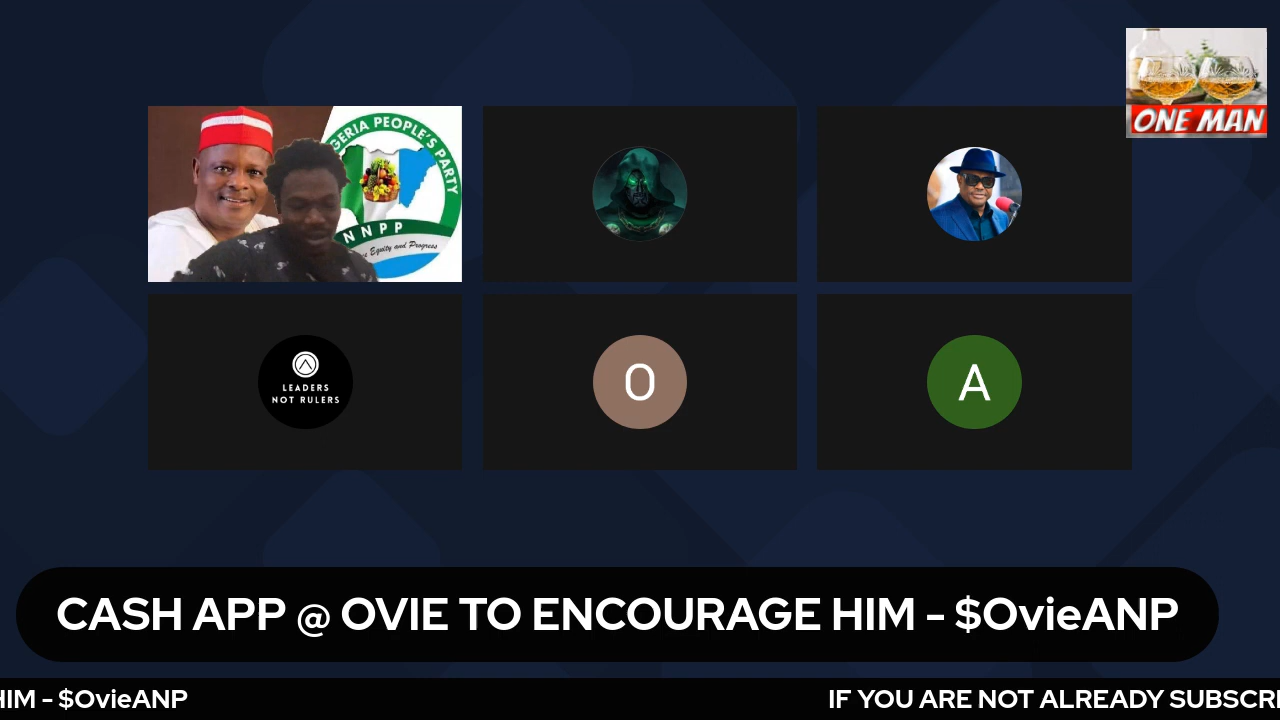 ONE MAN
GERIA PEOPLE'S PARTY
NNPP
Equity and Progress
LEADERS
NOT RULERS
O
A
CASH APP @ OVIE TO ENCOURAGE HIM - $OvieANP
HIM - $OvieANP
IF YOU ARE NOT ALREADY SUBSCRI